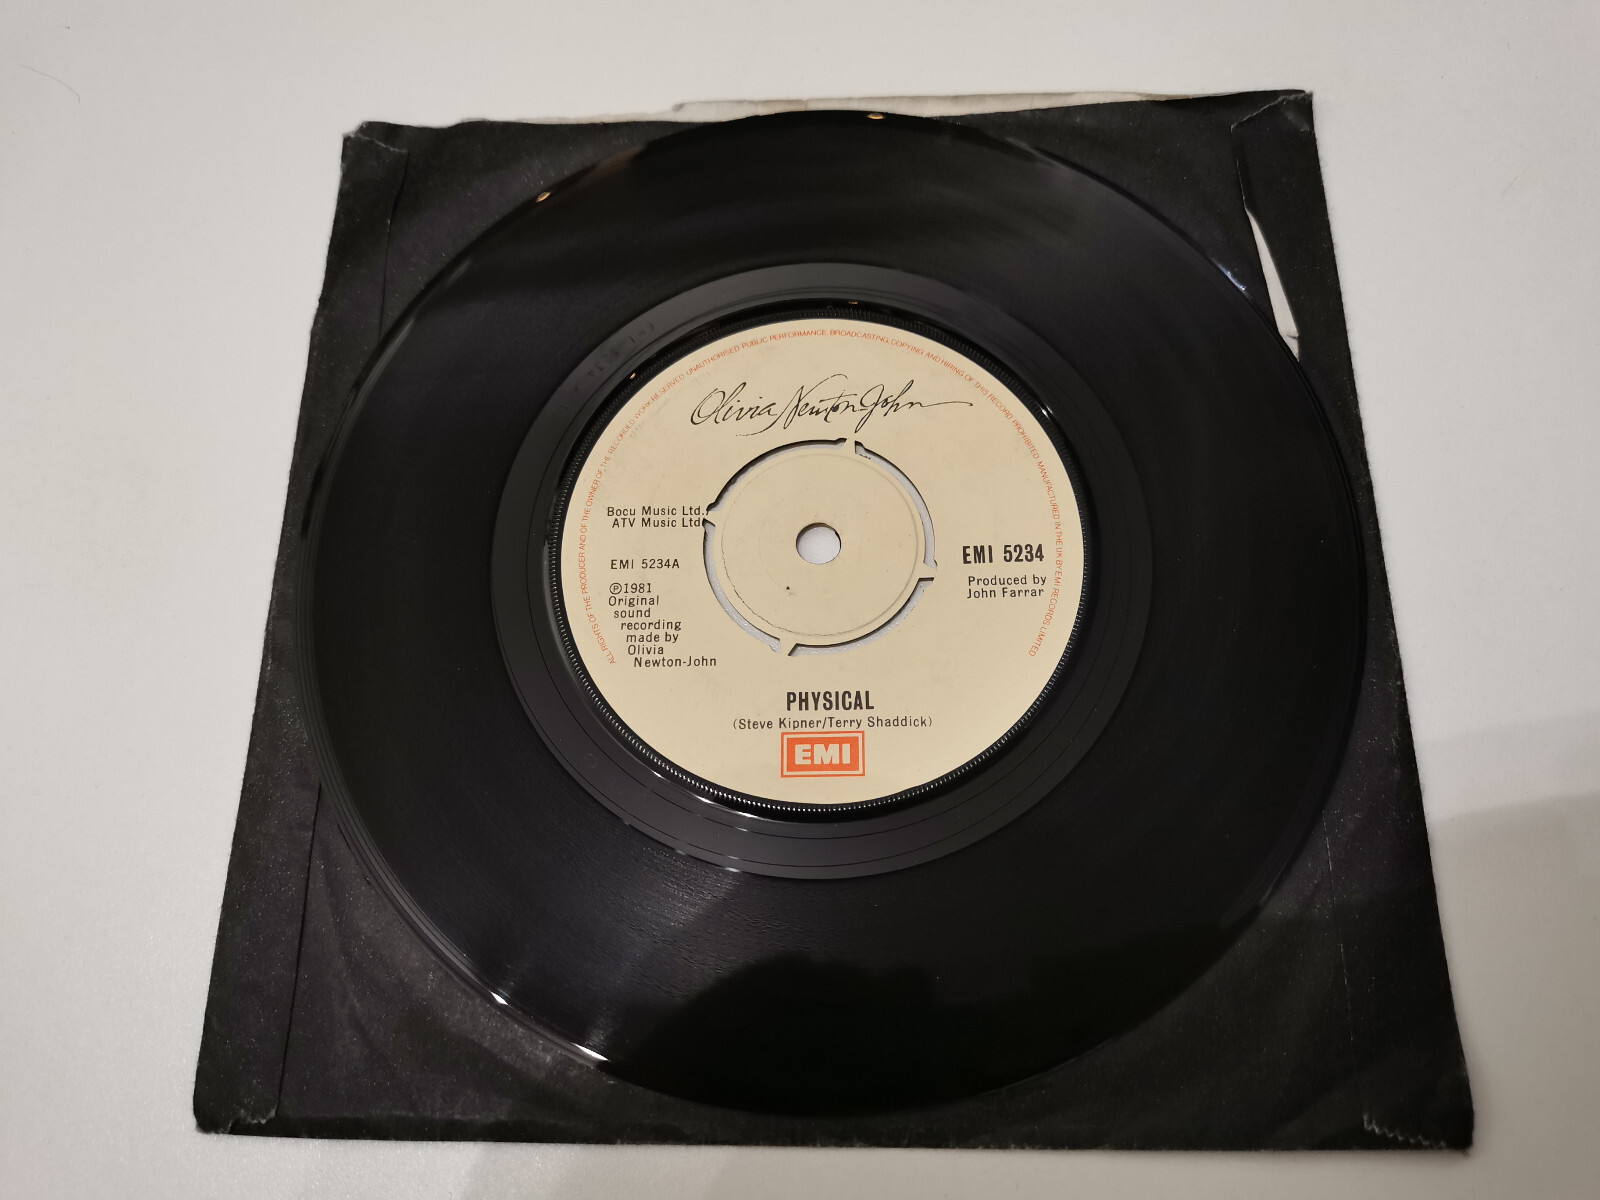 ALL RIGHTS OF THE PRODUCER AND OF THE OWNER OF THE RECORDED WORK RESERVED. UNAUTHORISED PUBLIC PERFORMANCE, BROADCASTING, COPYING AND HIRING OF THIS RECORD PROHIBITED. MANUFACTURED IN THE UK BY EMI RECORDS LIMITED
Olivia Newton-John
Bocu Music Ltd./
ATV Music Ltd
EMI 5234A
℗1981
Original
sound
recording
made by
Olivia
Newton-John
EMI 5234
Produced by
John Farrar
PHYSICAL
(Steve Kipner/Terry Shaddick)
EMI